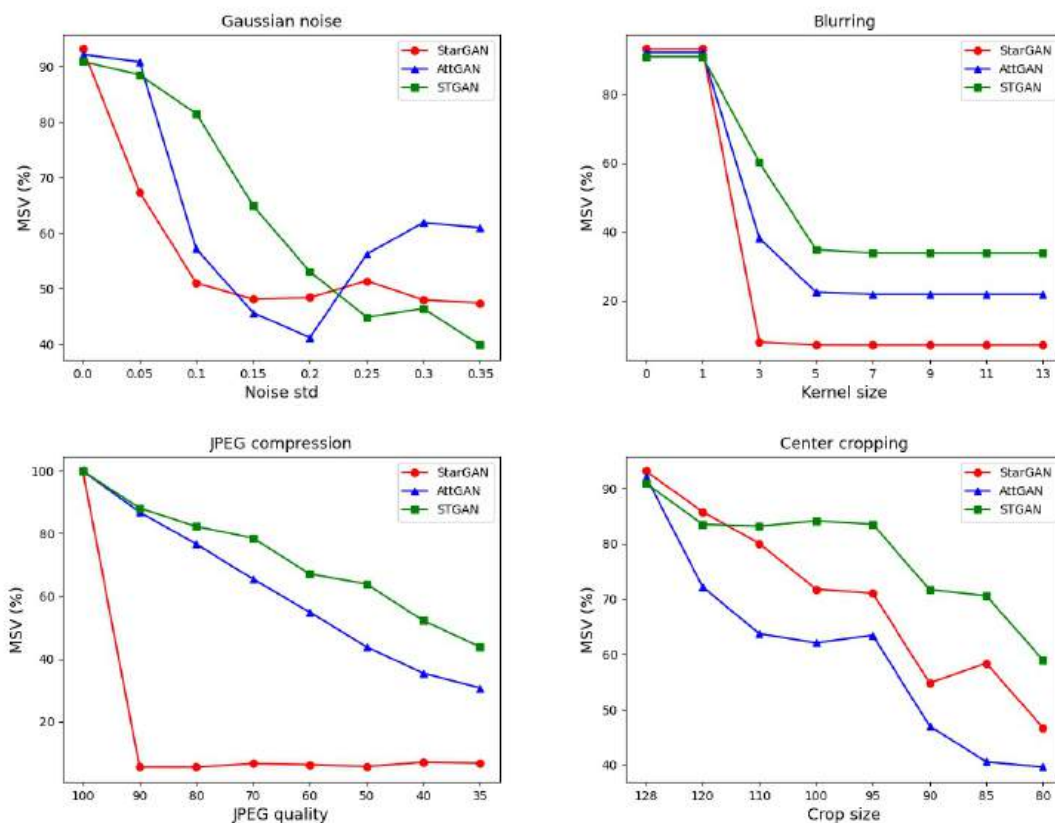 Gaussian noise
StarGAN
AttGAN
STGAN
MSV (%)
90
80
70
60
50
40
0.0 0.05 0.1 0.15 0.2 0.25 0.3 0.35
Noise std
Blurring
StarGAN
AttGAN
STGAN
MSV (%)
80
60
40
20
0 1 3 5 7 9 11 13
Kernel size
JPEG compression
StarGAN
AttGAN
STGAN
MSV (%)
100
80
60
40
20
100 90 80 70 60 50 40 35
JPEG quality
Center cropping
StarGAN
AttGAN
STGAN
MSV (%)
90
80
70
60
50
40
128 120 110 100 95 90 85 80
Crop size